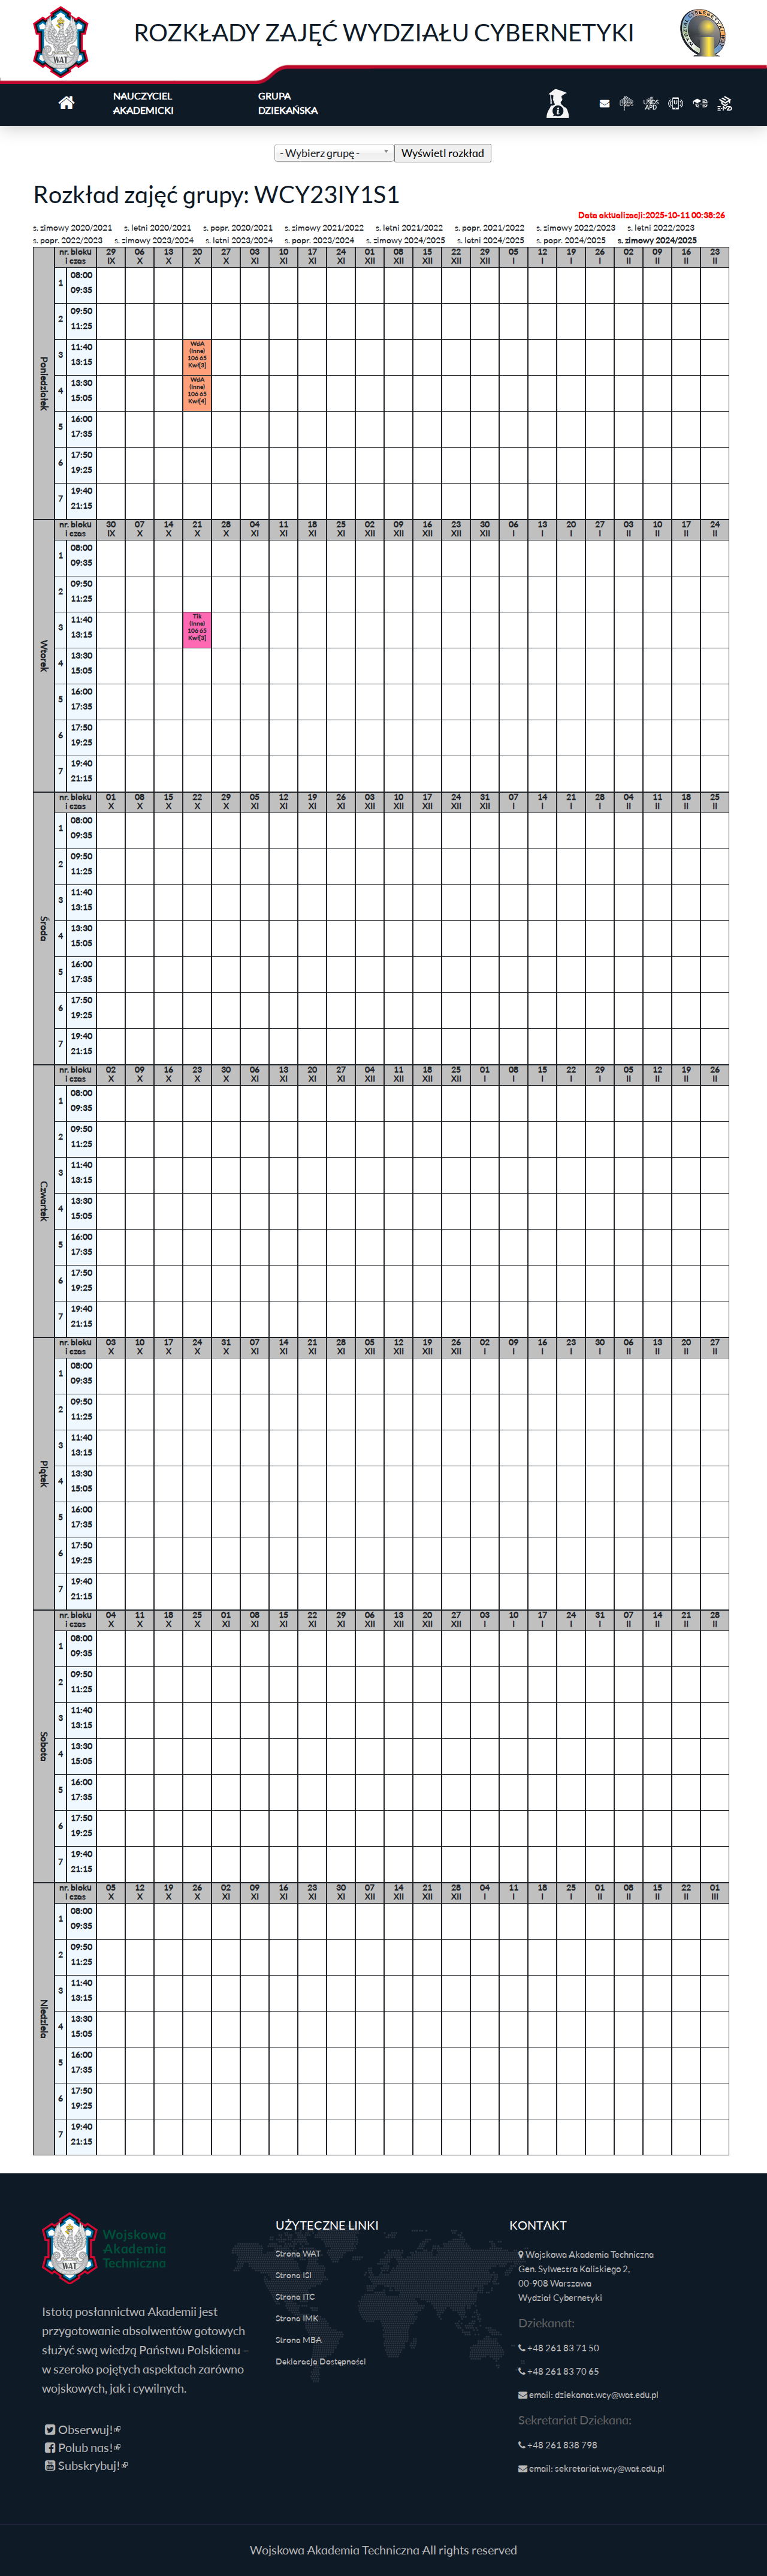 ROZKŁADY ZAJĘĆ WYDZIAŁU CYBERNETYKI
NAUCZYCIEL AKADEMICKI
GRUPA DZIEKAŃSKA
- Wybierz grupę - Wyświetl rozkład
Rozkład zajęć grupy: WCY23IY1S1
Data aktualizacji:2025-10-11 00:38:26
s. zimowy 2020/2021 s. letni 2020/2021 s. popr. 2020/2021 s. zimowy 2021/2022 s. letni 2021/2022 s. popr. 2021/2022 s. zimowy 2022/2023 s. letni 2022/2023
s. popr. 2022/2023 s. zimowy 2023/2024 s. letni 2023/2024 s. popr. 2023/2024 s. zimowy 2024/2025 s. letni 2024/2025 s. popr. 2024/2025 s. zimowy 2024/2025
Poniedziałek
nr. bloku 29 06 13 20 27 03 10 17 24 01 08 15 22 29 05 12 19 26 02 09 16 23
i czas IX X X X X XI XI XI XI XII XII XII XII XII I I I I II II II II
1 08:00 09:35
2 09:50 11:25
3 11:40 13:15
WdA
(Inne)
106 65
Kwf[3]
4 13:30 15:05
WdA
(Inne)
106 65
Kwf[4]
5 16:00 17:35
6 17:50 19:25
7 19:40 21:15
Wtorek
nr. bloku 30 07 14 21 28 04 11 18 25 02 09 16 23 30 06 13 20 27 03 10 17 24
i czas IX X X X X XI XI XI XI XII XII XII XII XII I I I I II II II II
1 08:00 09:35
2 09:50 11:25
3 11:40 13:15
(Inne)
106 65
Kwf[3]
4 13:30 15:05
5 16:00 17:35
6 17:50 19:25
7 19:40 21:15
Środa
nr. bloku 01 08 15 22 29 05 12 19 26 03 10 17 24 31 07 14 21 28 04 11 18 25
i czas X X X X X XI XI XI XI XII XII XII XII XII I I I I II II II II
1 08:00 09:35
2 09:50 11:25
3 11:40 13:15
4 13:30 15:05
5 16:00 17:35
6 17:50 19:25
7 19:40 21:15
Czwartek
nr. bloku 02 09 16 23 30 06 13 20 27 04 11 18 25 01 08 15 22 29 05 12 19 26
i czas X X X X X XI XI XI XI XII XII XII XII I I I I I II II II II
1 08:00 09:35
2 09:50 11:25
3 11:40 13:15
4 13:30 15:05
5 16:00 17:35
6 17:50 19:25
7 19:40 21:15
Piątek
nr. bloku 03 10 17 24 31 07 14 21 28 05 12 19 26 02 09 16 23 30 06 13 20 27
i czas X X X X X XI XI XI XI XII XII XII XII I I I I I II II II II
1 08:00 09:35
2 09:50 11:25
3 11:40 13:15
4 13:30 15:05
5 16:00 17:35
6 17:50 19:25
7 19:40 21:15
Sobota
nr. bloku 04 11 18 25 01 08 15 22 29 06 13 20 27 03 10 17 24 31 07 14 21 28
i czas X X X X XI XI XI XI XI XII XII XII XII I I I I I II II II II
1 08:00 09:35
2 09:50 11:25
3 11:40 13:15
4 13:30 15:05
5 16:00 17:35
6 17:50 19:25
7 19:40 21:15
Niedziela
nr. bloku 05 12 19 26 02 09 16 23 30 07 14 21 28 04 11 18 25 01 08 15 22 01
i czas X X X X XI XI XI XI XI XII XII XII XII I I I I II II II II III
1 08:00 09:35
2 09:50 11:25
3 11:40 13:15
4 13:30 15:05
5 16:00 17:35
6 17:50 19:25
7 19:40 21:15
WAT
Wojskowa
Akademia
Techniczna
Istotą posłannictwa Akademii jest
przygotowanie absolwentów gotowych
służyć swą wiedzą Państwu Polskiemu –
w szeroko pojętych aspektach zarówno
wojskowych, jak i cywilnych.
Obserwuj!
Polub nas!
Subskrybuj!
UŻYTECZNE LINKI
Strona WAT
Strona ISI
Strona ITC
Strona IMK
Strona MBA
Deklaracja Dostępności
KONTAKT
Wojskowa Akademia Techniczna
Gen. Sylwestra Kaliskiego 2,
00-908 Warszawa
Wydział Cybernetyki
Dziekanat:
+48 261 83 71 50
+48 261 83 70 65
email: dziekanat.wcy@wat.edu.pl
Sekretariat Dziekana:
+48 261 838 798
email: sekretariat.wcy@wat.edu.pl
Wojskowa Akademia Techniczna All rights reserved